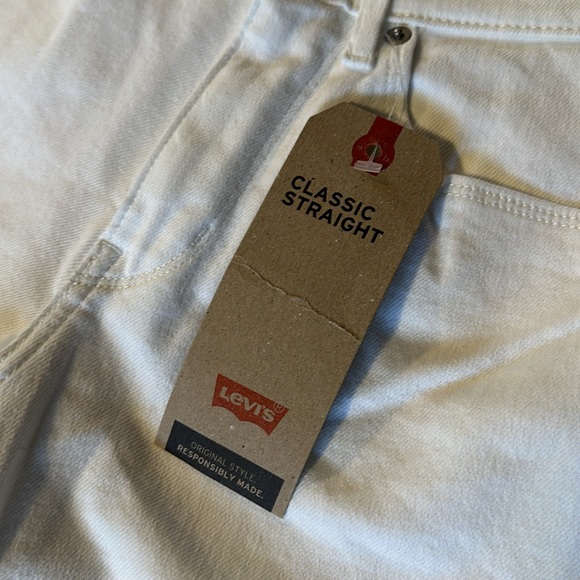 CLASSIC
STRAIGHT
Levi's
ORIGINAL STYLE.
RESPONSIBLY MADE.